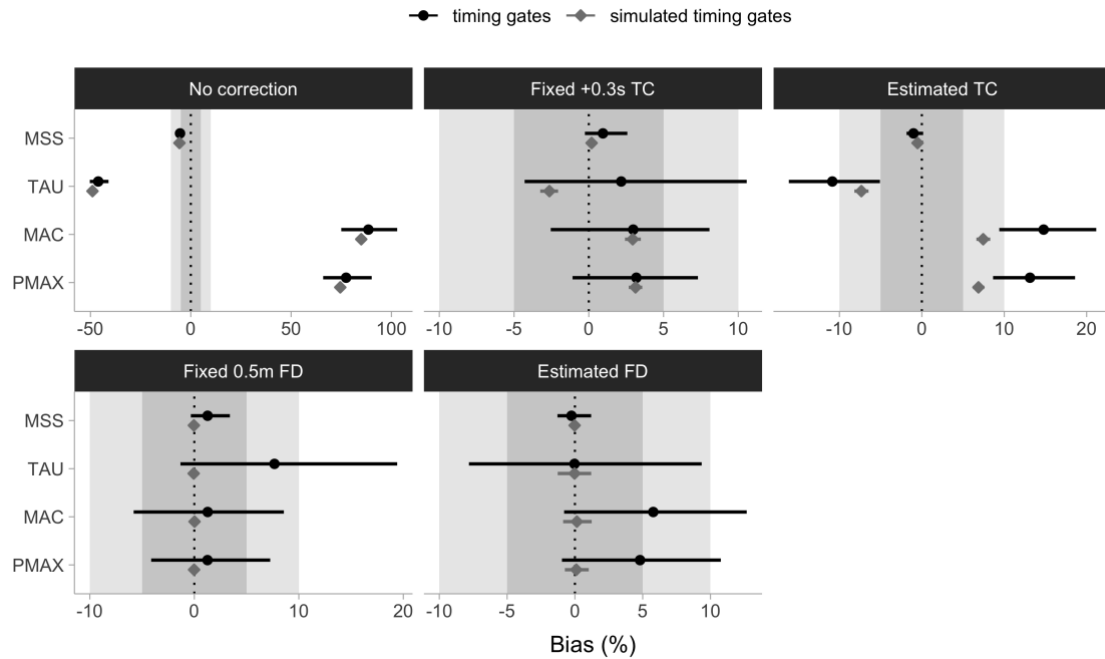 timing gates simulated timing gates
No correction Fixed +0.3s TC Estimated TC
MSS
TAU
MAC
PMAX
-50 0 50 100 -10 -5 0 5 10 -10 0 10 20
Fixed 0.5m FD Estimated FD
MSS
TAU
MAC
PMAX
-10 0 10 20 -10 -5 0 5 10
Bias (%)